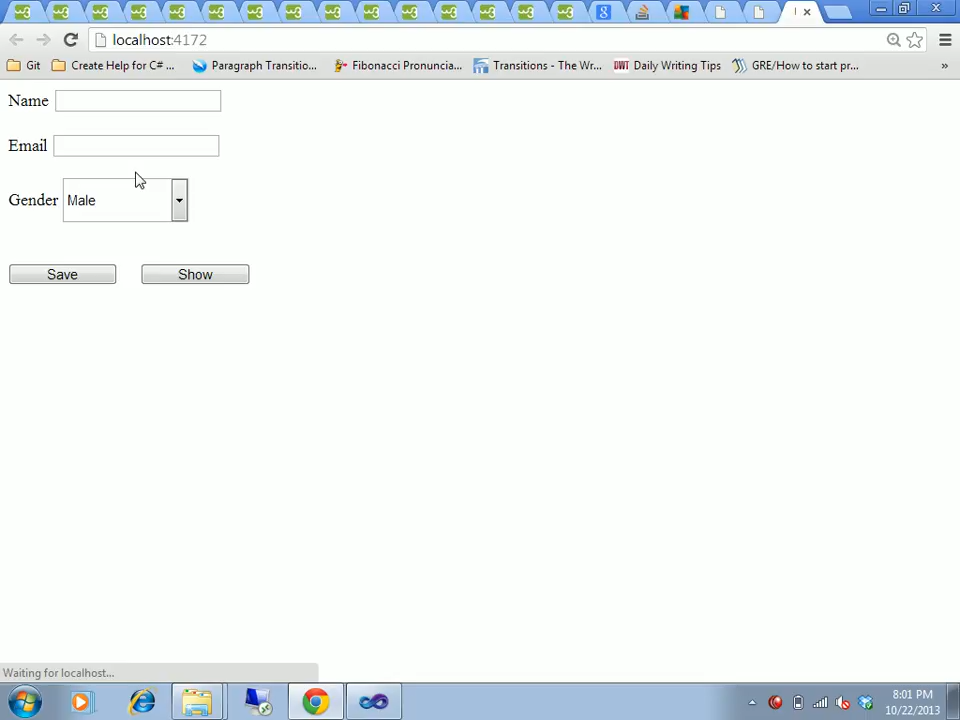 localhost:4172
Git Create Help for C# ... Paragraph Transitio... Fibonacci Pronuncia... Transitions - The Wr... DWT Daily Writing Tips GRE/How to start pr... »
Name
Email
Gender Male
Save Show
Waiting for localhost...
8:01 PM
10/22/2013